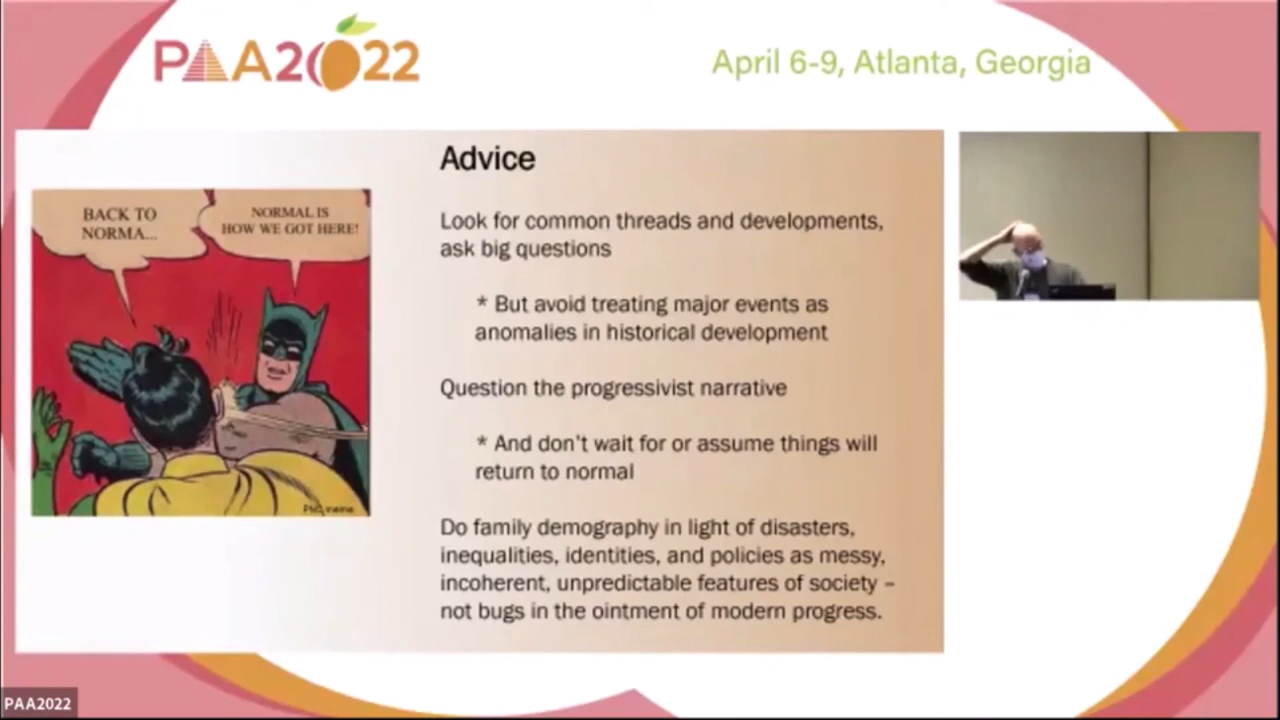 PAA2022
April 6-9, Atlanta, Georgia
BACK TO
NORMA...
NORMAL IS
HOW WE GOT HERE!
Advice
Look for common threads and developments,
ask big questions
* But avoid treating major events as
anomalies in historical development
Question the progressivist narrative
* And don't wait for or assume things will
return to normal
Do family demography in light of disasters,
inequalities, identities, and policies as messy,
incoherent, unpredictable features of society –
not bugs in the ointment of modern progress.
meme
PAA2022